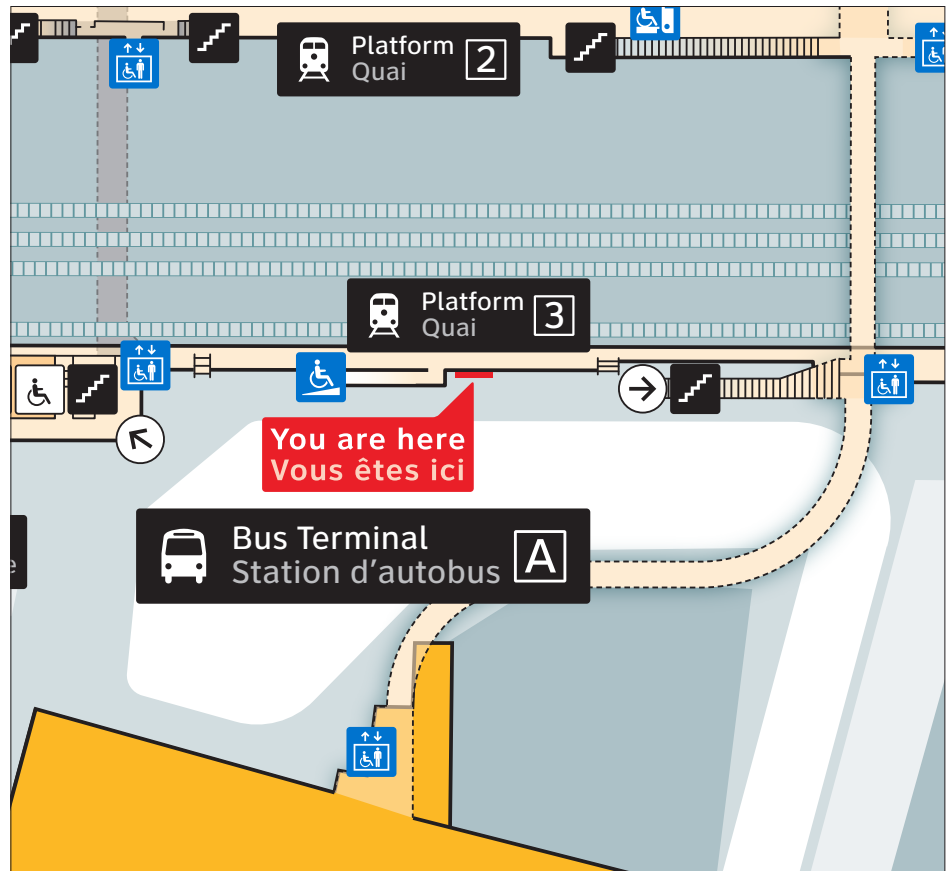 Platform
Quai
2
Platform
Quai
3
You are here
Vous êtes ici
Bus Terminal
Station d'autobus
A
e